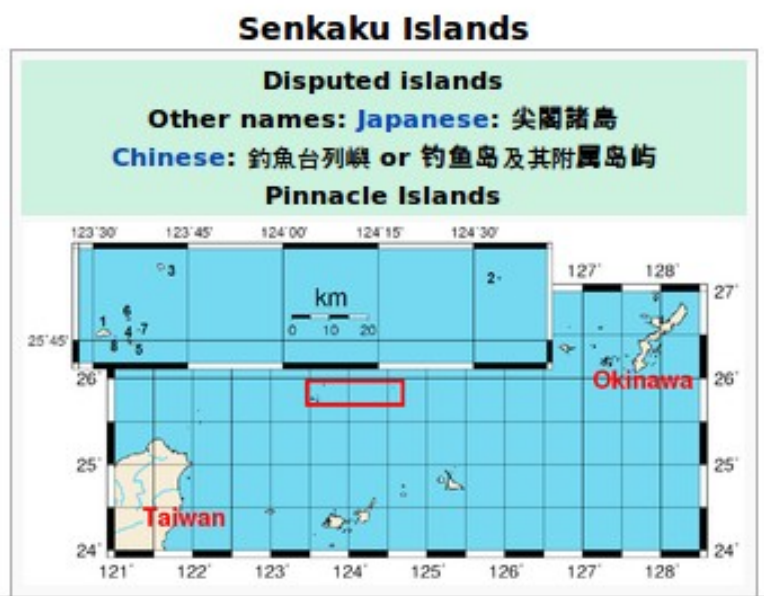 Senkaku Islands
Disputed islands
Other names: Japanese: 尖閣諸島
Chinese: 釣魚台列嶼 or 钓鱼岛及其附属岛屿
Pinnacle Islands
123˚30' 123˚45' 124˚00' 124˚15' 124˚30'
3
2
127˚ 128˚
27˚
6
1
4 7
8 5
km
0 10 20
25˚45'
26˚
Okinawa
26˚
25˚
25˚
Taiwan
24˚
24˚
121˚ 122˚ 123˚ 124˚ 125˚ 126˚ 127˚ 128˚